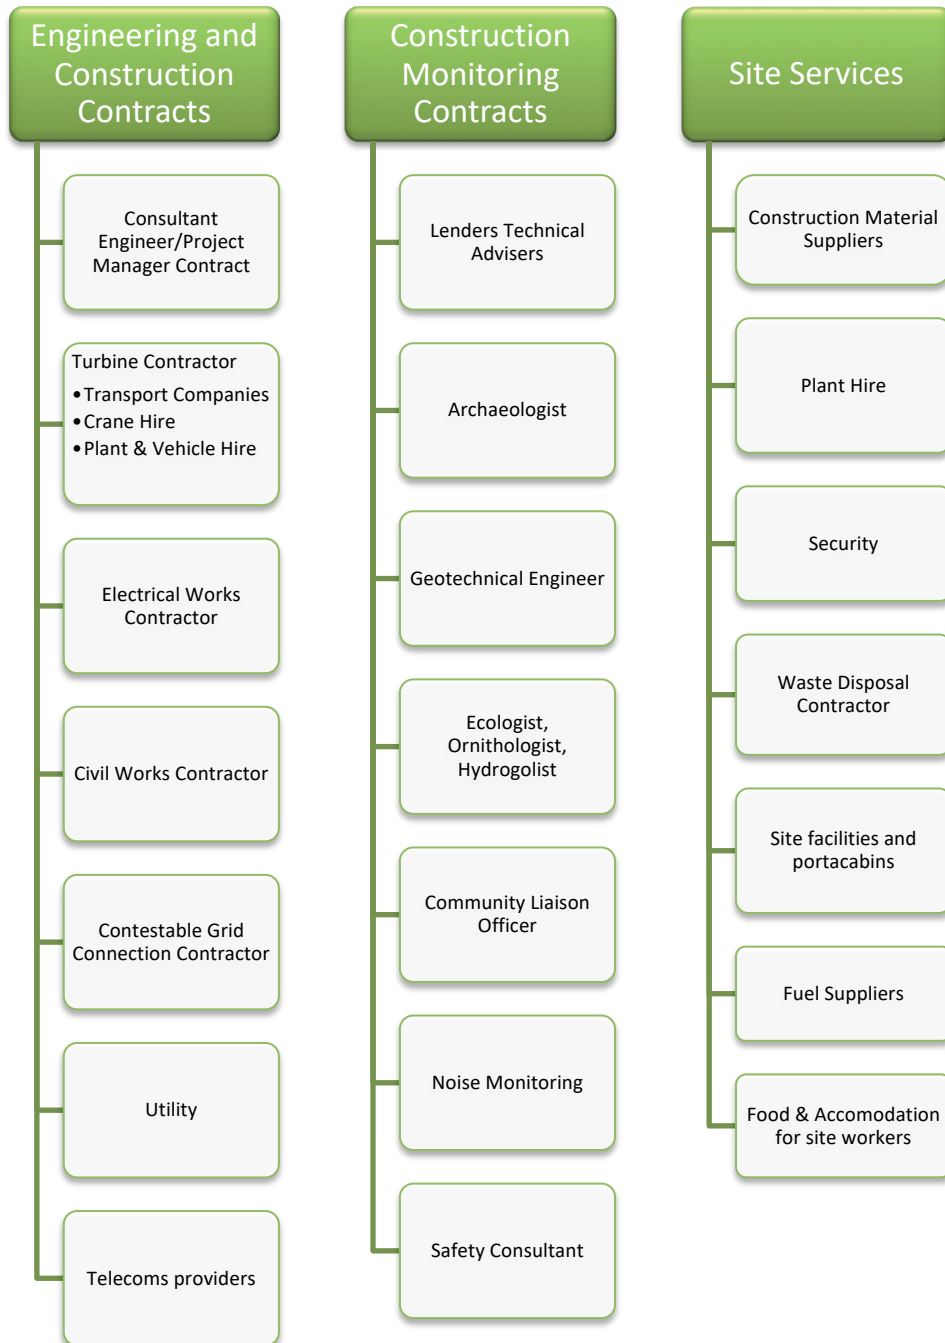 Engineering and
Construction
Contracts
Consultant
Engineer/Project
Manager Contract
Turbine Contractor
•Transport Companies
•Crane Hire
•Plant & Vehicle Hire
Electrical Works
Contractor
Civil Works Contractor
Contestable Grid
Connection Contractor
Utility
Telecoms providers
Construction
Monitoring
Contracts
Lenders Technical
Advisers
Archaeologist
Geotechnical Engineer
Ecologist,
Ornithologist,
Hydrogolist
Community Liaison
Officer
Noise Monitoring
Safety Consultant
Site Services
Construction Material
Suppliers
Plant Hire
Security
Waste Disposal
Contractor
Site facilities and
portacabins
Fuel Suppliers
Food & Accomodation
for site workers